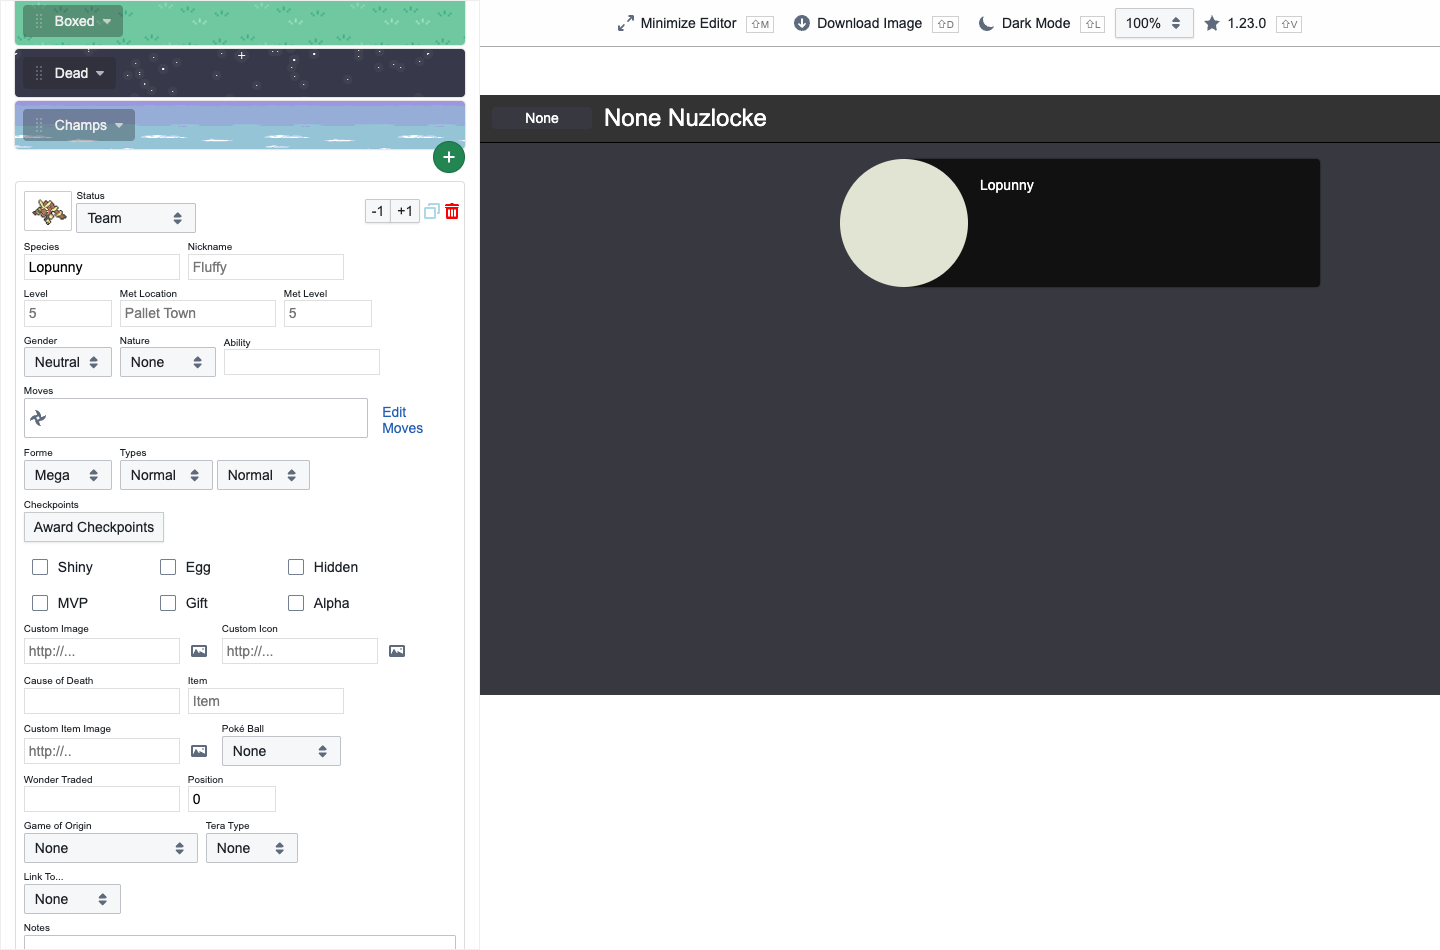 Boxed
Dead
Champs
Minimize Editor ⇧M
Download Image ⇧D
Dark Mode ⇧L
100%
1.23.0 ⇧V
None
None Nuzlocke
Lopunny
Status
Team
-1 +1
Species Nickname
Lopunny Fluffy
Level Met Location Met Level
5 Pallet Town 5
Gender Nature Ability
Neutral None
Moves
Edit
Moves
Forme Types
Mega Normal Normal
Checkpoints
Award Checkpoints
Shiny Egg Hidden
MVP Gift Alpha
Custom Image Custom Icon
http://... http://...
Cause of Death Item
Item
Custom Item Image Poké Ball
http://.. None
Wonder Traded Position
0
Game of Origin Tera Type
None None
Link To...
None
Notes